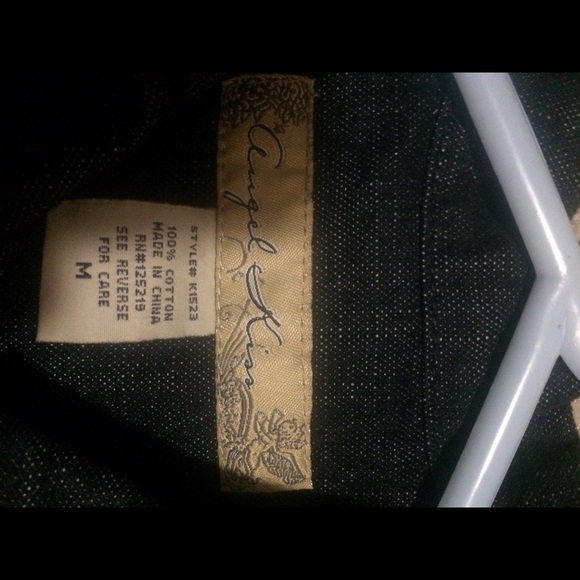 Angel Kiss
STYLE# K1523
100% COTTON
MADE IN CHINA
RN#125219
SEE REVERSE
FOR CARE
M